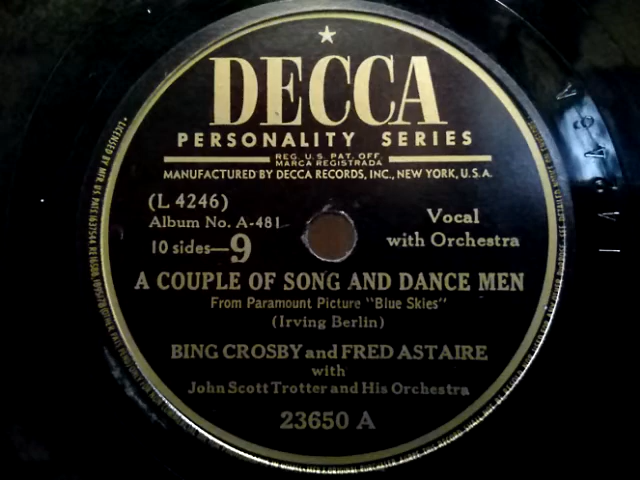 DECCA
PERSONALITY SERIES
REG. U.S. PAT. OFF.
MARCA REGISTRADA
MANUFACTURED BY DECCA RECORDS, INC., NEW YORK, U.S.A.
(L 4246)
Album No. A-481
10 sides—9
Vocal
with Orchestra
A COUPLE OF SONG AND DANCE MEN
From Paramount Picture "Blue Skies"
(Irving Berlin)
BING CROSBY and FRED ASTAIRE
with
John Scott Trotter and His Orchestra
23650 A